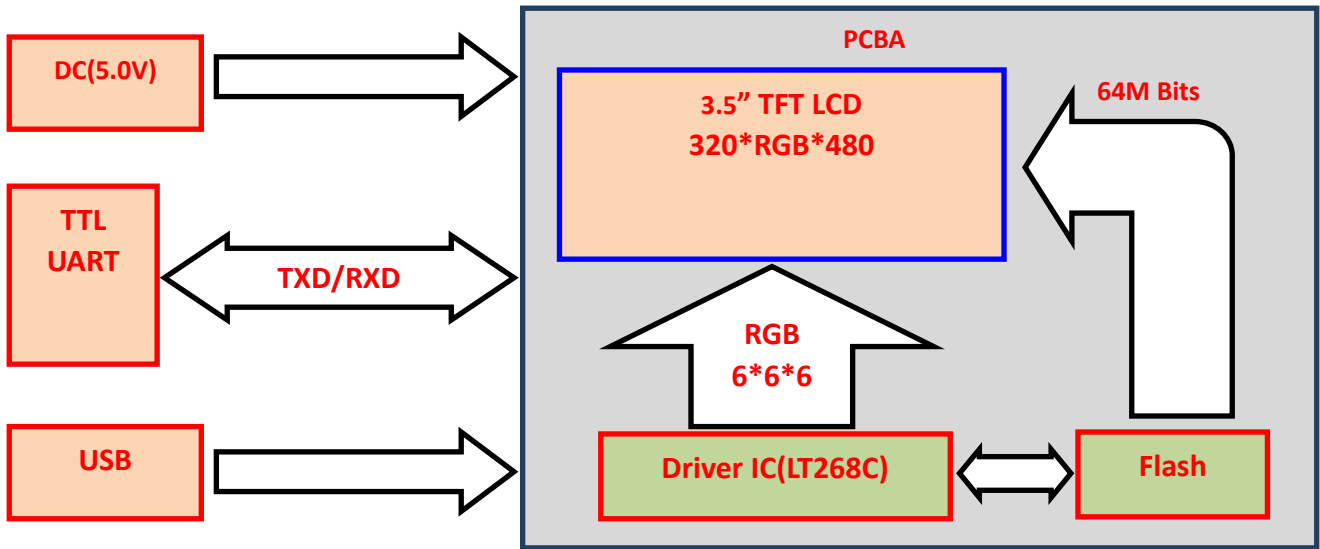 PCBA
DC(5.0V)
3.5” TFT LCD
320*RGB*480
64M Bits
TTL
UART
TXD/RXD
RGB
6*6*6
USB
Driver IC(LT268C)
Flash